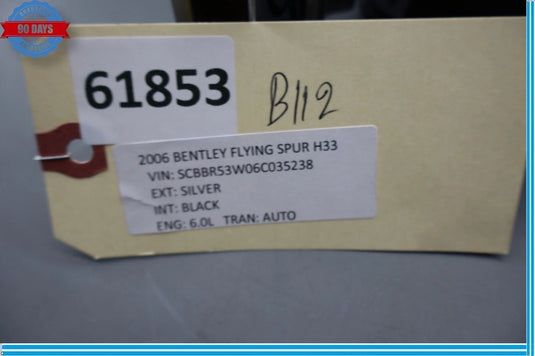 90 DAYS
61853
B112
2006 BENTLEY FLYING SPUR H33
VIN: SCBBR53W06C035238
EXT: SILVER
INT: BLACK
ENG: 6.0L TRAN: AUTO